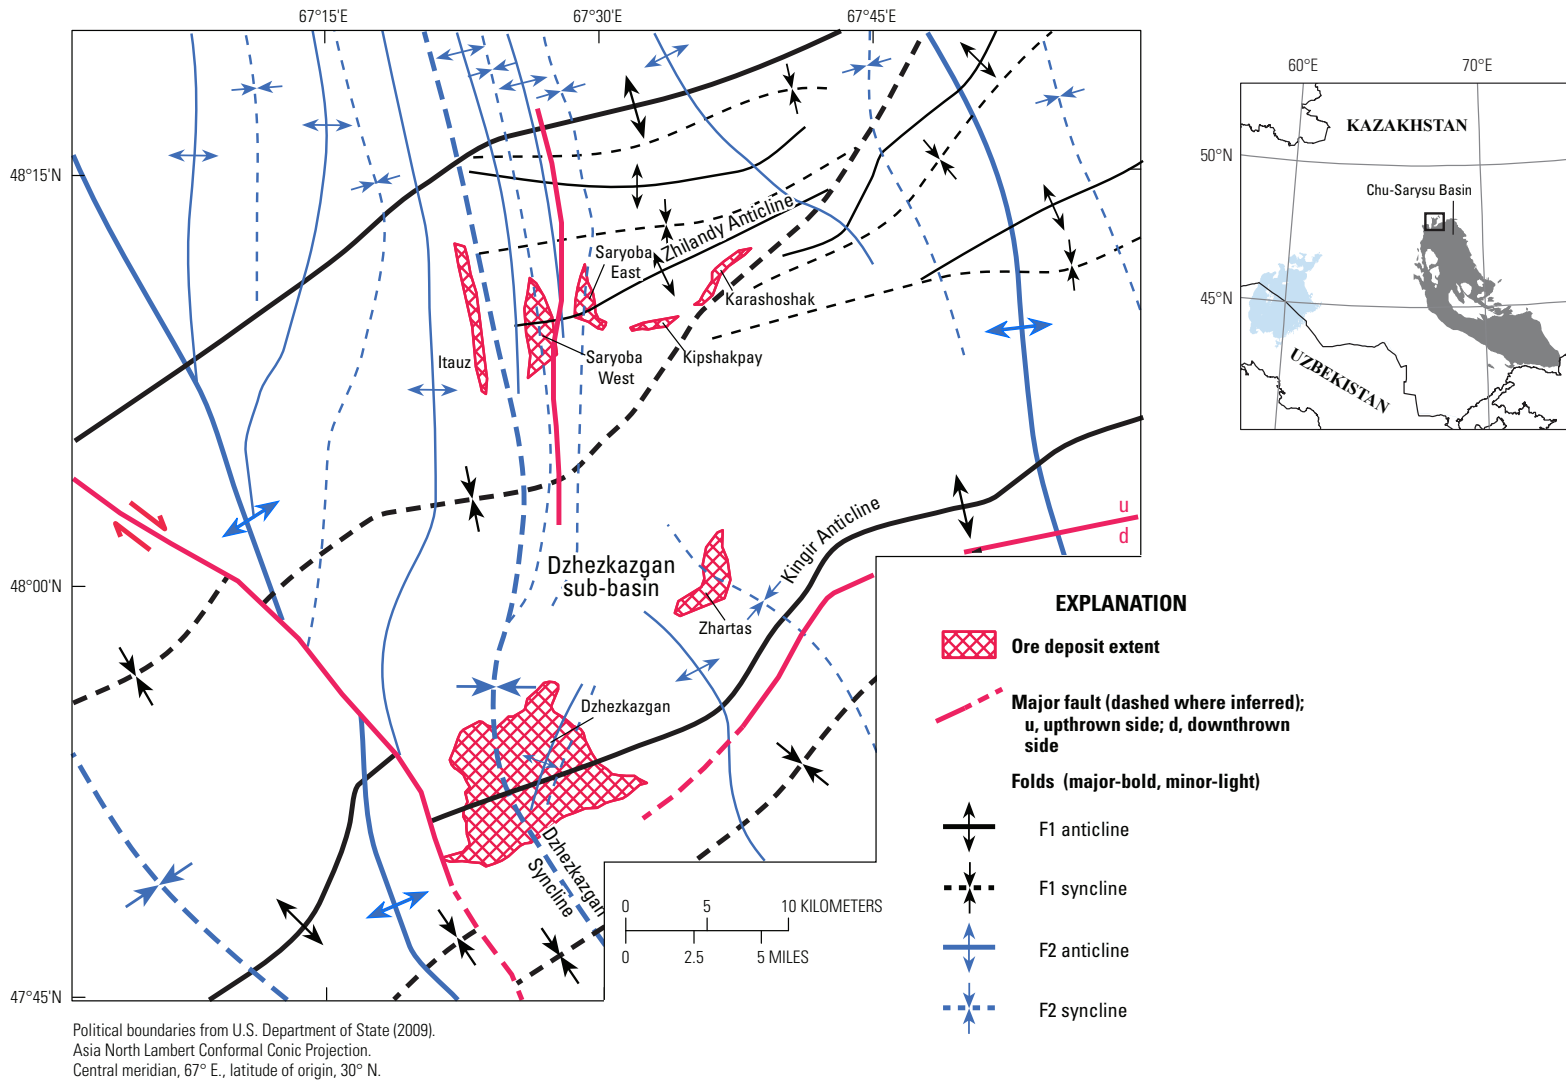 67°15'E
67°30'E
67°45'E
48°15'N
48°00'N
47°45'N
Zhilandy Anticline
Saryoba
East
Karashoshak
Itauz
Saryoba
West
Kipshakpay
Kingir Anticline
u
d
Dzhezkazgan
sub-basin
Zhartas
Dzhezkazgan
Dzhezkazgan
Syncline
0
5
10 KILOMETERS
0
2.5
5 MILES
60°E
70°E
50°N
45°N
KAZAKHSTAN
Chu-Sarysu Basin
UZBEKISTAN
EXPLANATION
Ore deposit extent
Major fault (dashed where inferred);
u, upthrown side; d, downthrown
side
Folds (major-bold, minor-light)
F1 anticline
F1 syncline
F2 anticline
F2 syncline
Political boundaries from U.S. Department of State (2009).
Asia North Lambert Conformal Conic Projection.
Central meridian, 67° E., latitude of origin, 30° N.